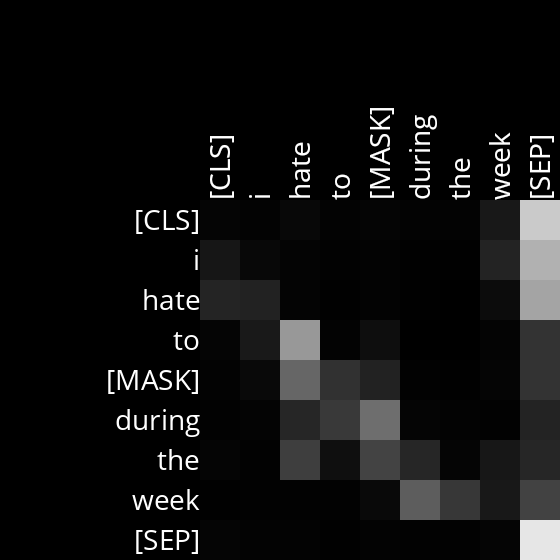 [CLS] i hate to [MASK] during the week [SEP]
[CLS]
i
hate
to
[MASK]
during
the
week
[SEP]